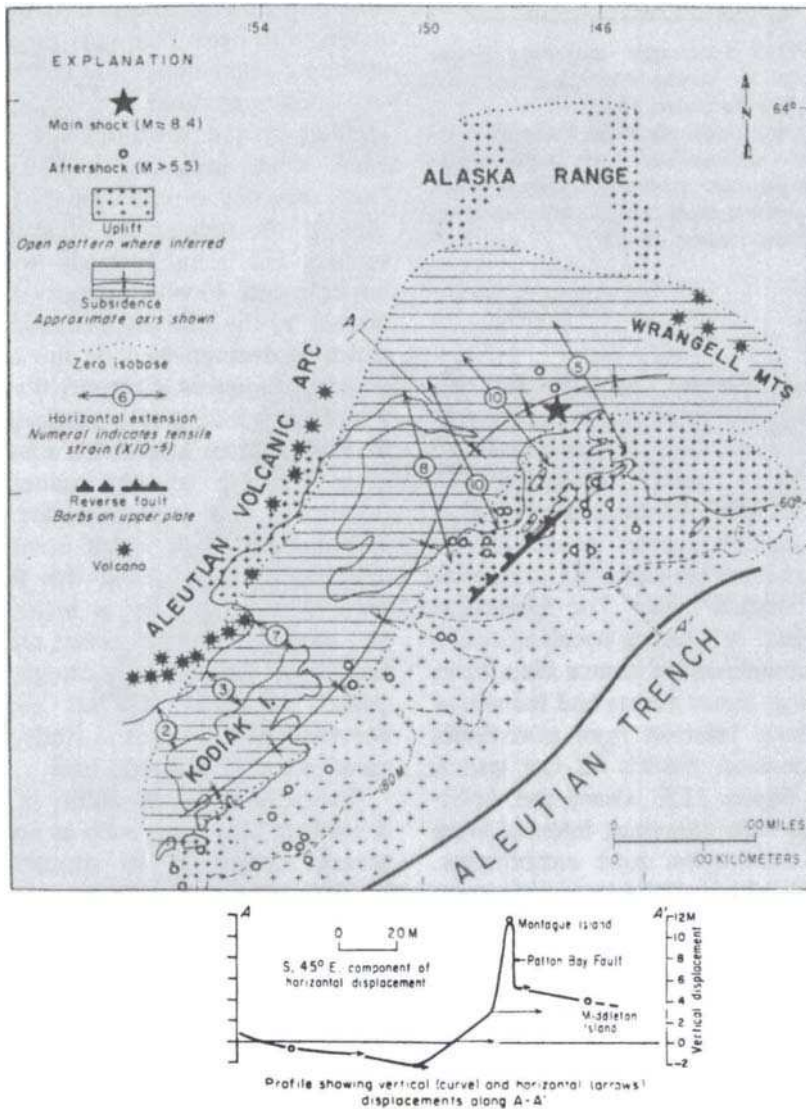 154 150 146
EXPLANATION
Main shock (M≈8.4)
Aftershock (M>5.5)
Uplift
Open pattern where inferred
Subsidence
Approximate axis shown
Zero isobase
6
Horizontal extension
Numeral indicates tensile
strain (X10⁻⁵)
Reverse fault
Barbs on upper plate
Volcano
N
64°
ALASKA RANGE
WRANGELL MTS
A
5
10
8
10
60°
ALEUTIAN VOLCANIC ARC
7
3
2
KODIAK I.
A'
180M
ALEUTIAN TRENCH
100 MILES
0 100 KILOMETERS
A A'
0 20 M
S. 45° E. component of
horizontal displacement
Montague Island
Patton Bay Fault
Middleton
Island
12M
10
8
6
4
2
0
-2
Vertical displacement
Profile showing vertical (curve) and horizontal (arrows)
displacements along A-A'